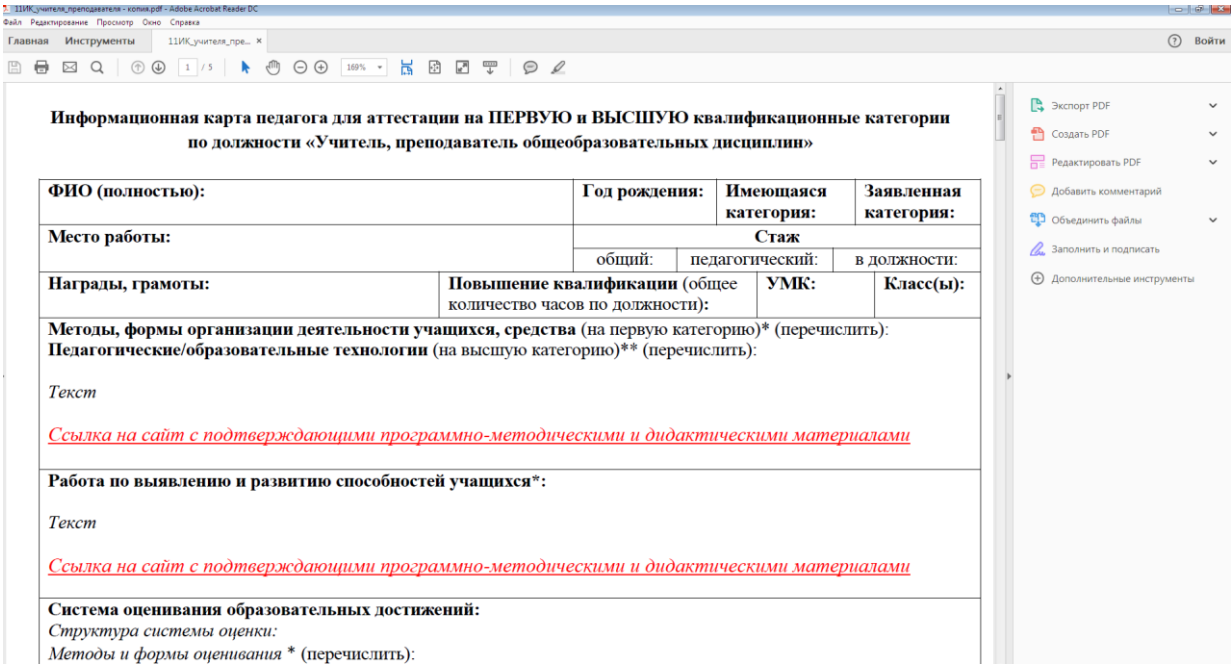 11ИК_учителя_преподавателя - копия.pdf - Adobe Acrobat Reader DC
Файл Редактирование Просмотр Окно Справка
Главная Инструменты 11ИК_учителя_пре... × Войти
1 / 5 169%
Информационная карта педагога для аттестации на ПЕРВУЮ и ВЫСШУЮ квалификационные категории
по должности «Учитель, преподаватель общеобразовательных дисциплин»
ФИО (полностью): Год рождения: Имеющаяся категория: Заявленная категория:
Место работы: Стаж
общий: педагогический: в должности:
Награды, грамоты: Повышение квалификации (общее количество часов по должности): УМК: Класс(ы):
Методы, формы организации деятельности учащихся, средства (на первую категорию)* (перечислить):
Педагогические/образовательные технологии (на высшую категорию)** (перечислить):
Текст
Ссылка на сайт с подтверждающими программно-методическими и дидактическими материалами
Работа по выявлению и развитию способностей учащихся*:
Текст
Ссылка на сайт с подтверждающими программно-методическими и дидактическими материалами
Система оценивания образовательных достижений:
Структура системы оценки:
Методы и формы оценивания * (перечислить):
Экспорт PDF
Создать PDF
Редактировать PDF
Добавить комментарий
Объединить файлы
Заполнить и подписать
Дополнительные инструменты